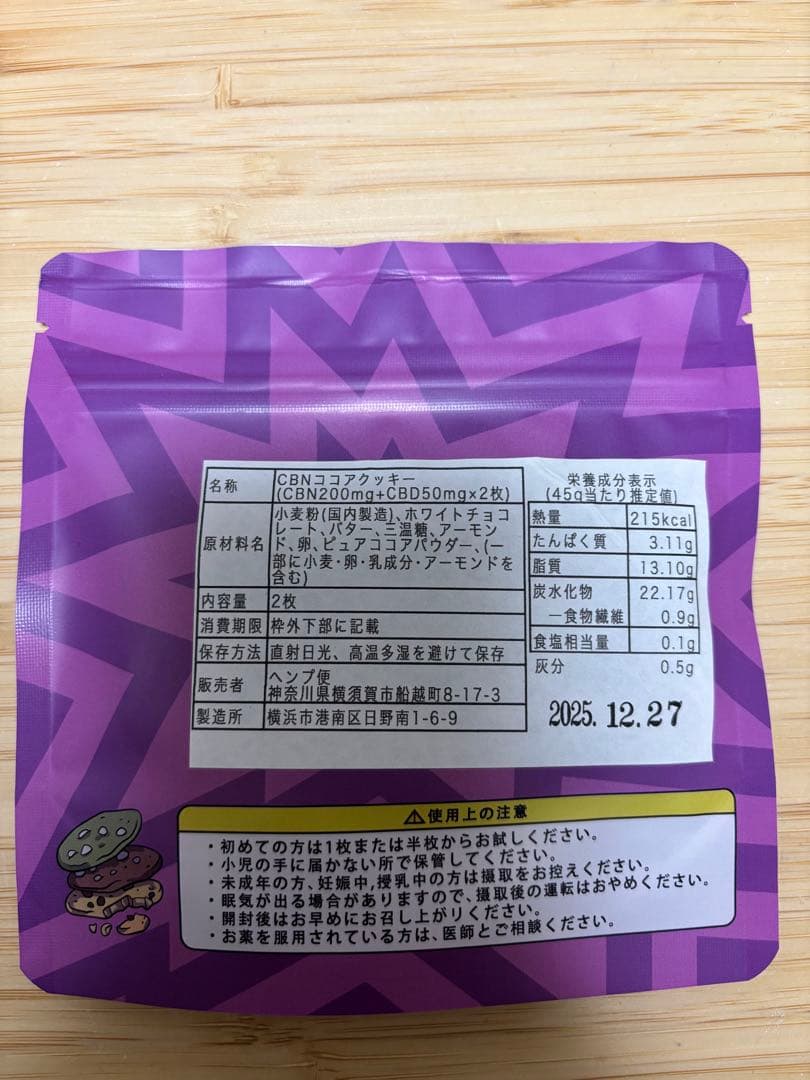 名称 CBNココアクッキー
(CBN200mg+CBD50mg×2枚)
原材料名 小麦粉(国内製造)、ホワイトチョコ
レート、バター、三温糖、アーモン
ド、卵、ピュアココアパウダー、(一
部に小麦・卵・乳成分・アーモンドを
含む)
内容量 2枚
消費期限 枠外下部に記載
保存方法 直射日光、高温多湿を避けて保存
販売者 ヘンプ便
神奈川県横須賀市船越町8-17-3
製造所 横浜市港南区日野南1-6-9
栄養成分表示
(45g当たり推定値)
熱量 215kcal
たんぱく質 3.11g
脂質 13.10g
炭水化物 22.17g
ー食物繊維 0.9g
食塩相当量 0.1g
灰分 0.5g
2025.12.27
⚠使用上の注意
・初めての方は1枚または半枚からお試しください。
・小児の手に届かない所で保管してください。
・未成年の方、妊娠中,授乳中の方は摂取をお控えください。
・眠気が出る場合がありますので、摂取後の運転はおやめください。
・開封後はお早めにお召し上がりください。
・お薬を服用されている方は、医師とご相談ください。